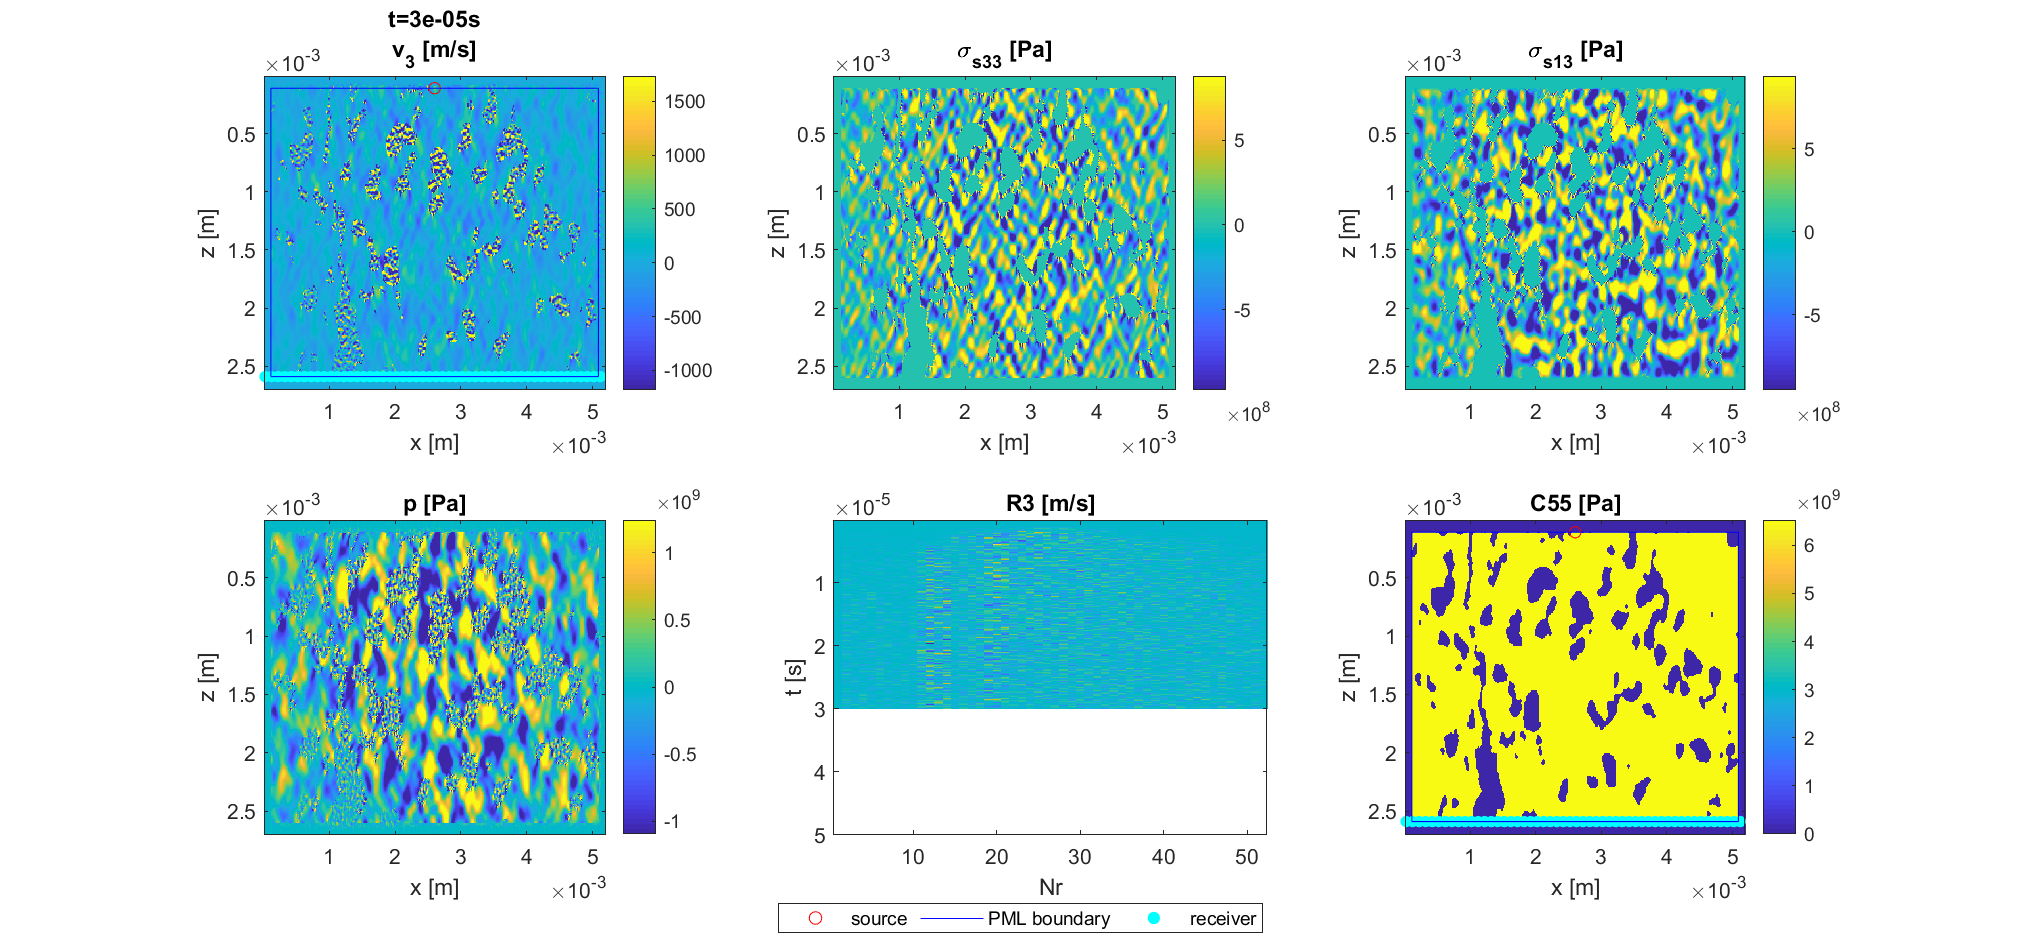 t=3e-05s
v3 [m/s]
×10-3
0.5
1
1.5
2
2.5
z [m]
1 2 3 4 5
x [m]
×10-3
1500
1000
500
0
-500
-1000
σs33 [Pa]
×10-3
0.5
1
1.5
2
2.5
z [m]
1 2 3 4 5
x [m]
×10-3
5
0
-5
×108
σs13 [Pa]
×10-3
0.5
1
1.5
2
2.5
z [m]
1 2 3 4 5
x [m]
×10-3
5
0
-5
×108
p [Pa]
×10-3
0.5
1
1.5
2
2.5
z [m]
1 2 3 4 5
x [m]
×10-3
×109
1
0.5
0
-0.5
-1
R3 [m/s]
×10-5
1
2
3
4
5
t [s]
10 20 30 40 50
Nr
C55 [Pa]
×10-3
0.5
1
1.5
2
2.5
z [m]
1 2 3 4 5
x [m]
×10-3
×109
6
5
4
3
2
1
0
source PML boundary receiver